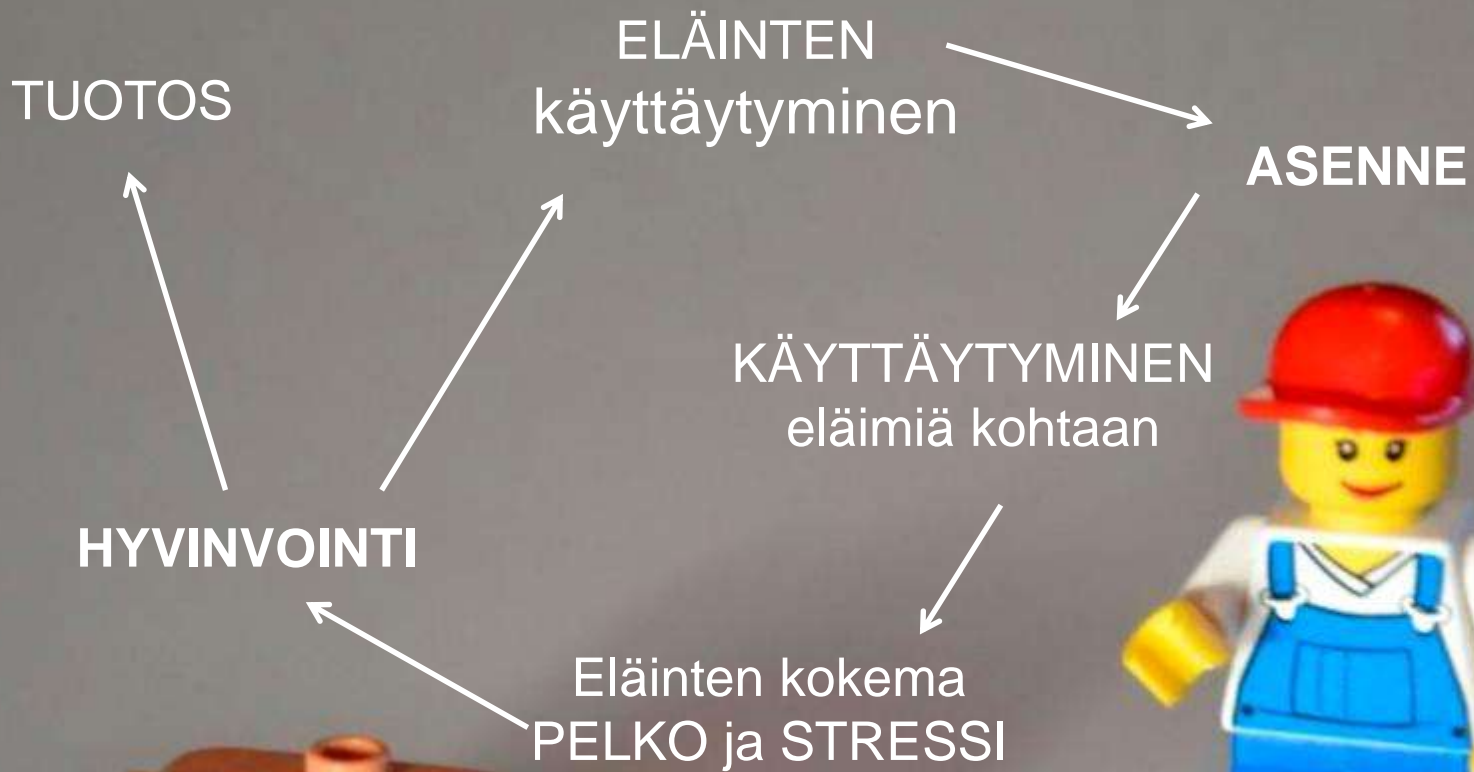 ELÄINTEN
käyttäytyminen
TUOTOS
ASENNE
KÄYTTÄYTYMINEN
eläimiä kohtaan
HYVINVOINTI
Eläinten kokema
PELKO ja STRESSI